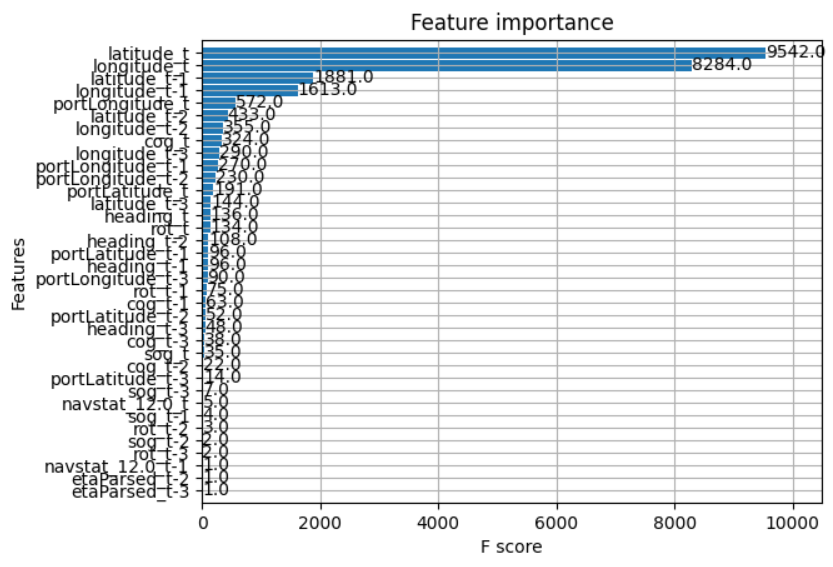 Feature importance
latitude_t 9542.0
longitude_t 8284.0
latitude_t-1 1881.0
longitude_t-1 1613.0
portLongitude_t 572.0
latitude_t-2 433.0
longitude_t-2 355.0
cog_t 324.0
longitude_t-3 290.0
portLongitude_t-1 270.0
portLongitude_t-2 230.0
portLatitude_t 191.0
latitude_t-3 144.0
heading_t 136.0
rot_t 134.0
heading_t-2 108.0
portLatitude_t-1 96.0
heading_t-1 96.0
portLongitude_t-3 90.0
rot_t-1 75.0
cog_t-1 63.0
portLatitude_t-2 52.0
heading_t-3 48.0
cog_t-3 38.0
sog_t 35.0
cog_t-2 22.0
portLatitude_t-3 14.0
sog_t-3 7.0
navstat_12.0_t 5.0
sog_t-1 4.0
rot_t-2 3.0
sog_t-2 2.0
rot_t-3 2.0
navstat_12.0_t-1 1.0
etaParsed_t-2 1.0
etaParsed_t-3 1.0
Features
0 2000 4000 6000 8000 10000
F score